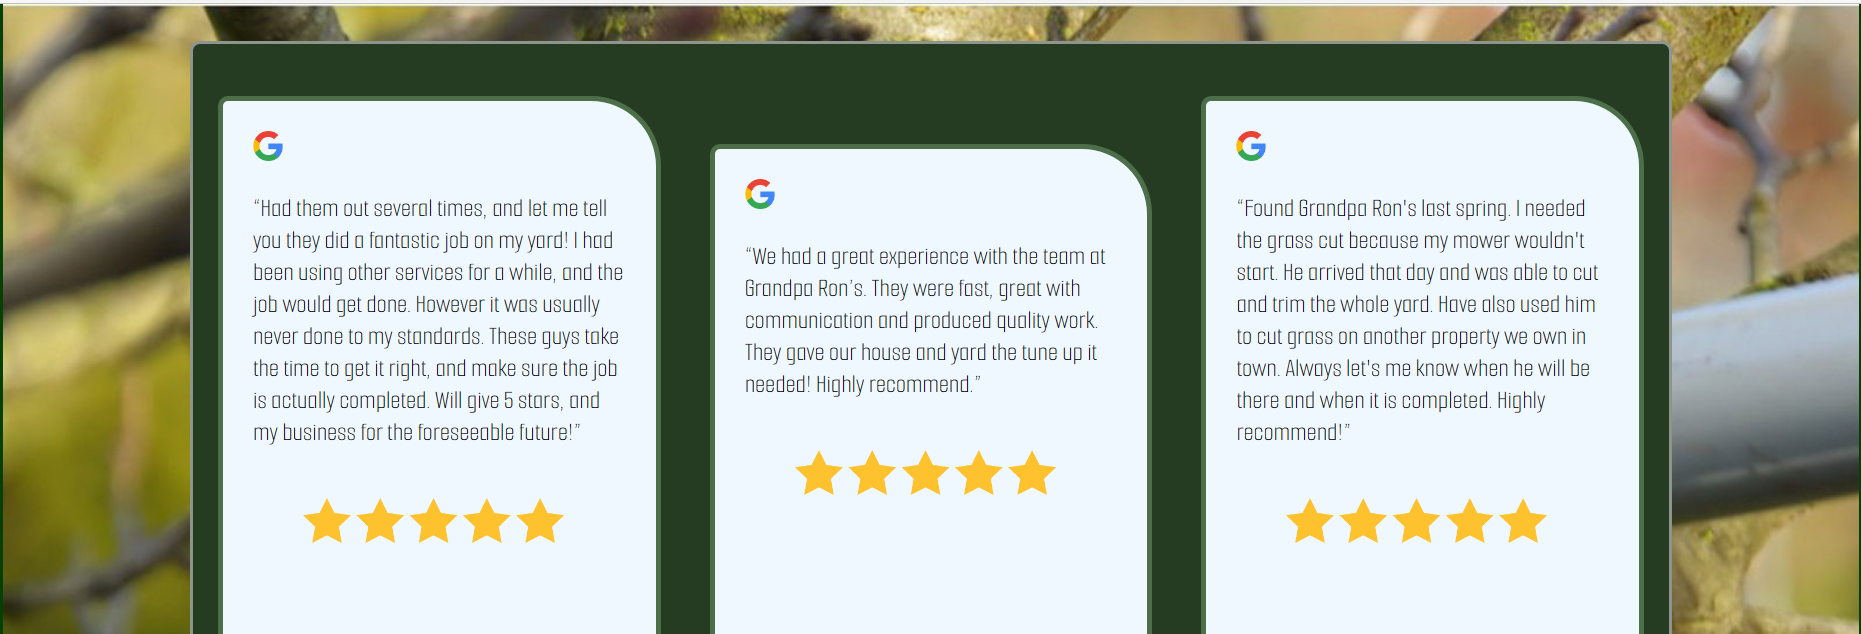 “Had them out several times, and let me tell
you they did a fantastic job on my yard! I had
been using other services for a while, and the
job would get done. However it was usually
never done to my standards. These guys take
the time to get it right, and make sure the job
is actually completed. Will give 5 stars, and
my business for the foreseeable future!”
“We had a great experience with the team at
Grandpa Ron’s. They were fast, great with
communication and produced quality work.
They gave our house and yard the tune up it
needed! Highly recommend.”
“Found Grandpa Ron's last spring. I needed
the grass cut because my mower wouldn't
start. He arrived that day and was able to cut
and trim the whole yard. Have also used him
to cut grass on another property we own in
town. Always let's me know when he will be
there and when it is completed. Highly
recommend!”